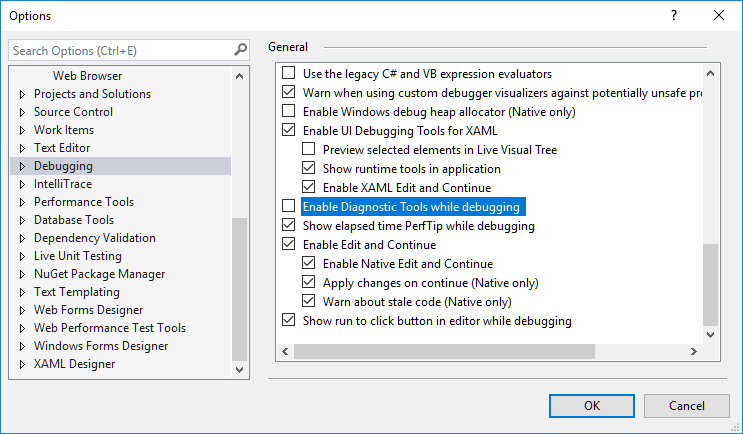 Options
?
Search Options (Ctrl+E)
Web Browser
Projects and Solutions
Source Control
Work Items
Text Editor
Debugging
IntelliTrace
Performance Tools
Database Tools
Dependency Validation
Live Unit Testing
NuGet Package Manager
Text Templating
Web Forms Designer
Web Performance Test Tools
Windows Forms Designer
XAML Designer
General
Use the legacy C# and VB expression evaluators
Warn when using custom debugger visualizers against potentially unsafe pro
Enable Windows debug heap allocator (Native only)
Enable UI Debugging Tools for XAML
Preview selected elements in Live Visual Tree
Show runtime tools in application
Enable XAML Edit and Continue
Enable Diagnostic Tools while debugging
Show elapsed time PerfTip while debugging
Enable Edit and Continue
Enable Native Edit and Continue
Apply changes on continue (Native only)
Warn about stale code (Native only)
Show run to click button in editor while debugging
OK
Cancel